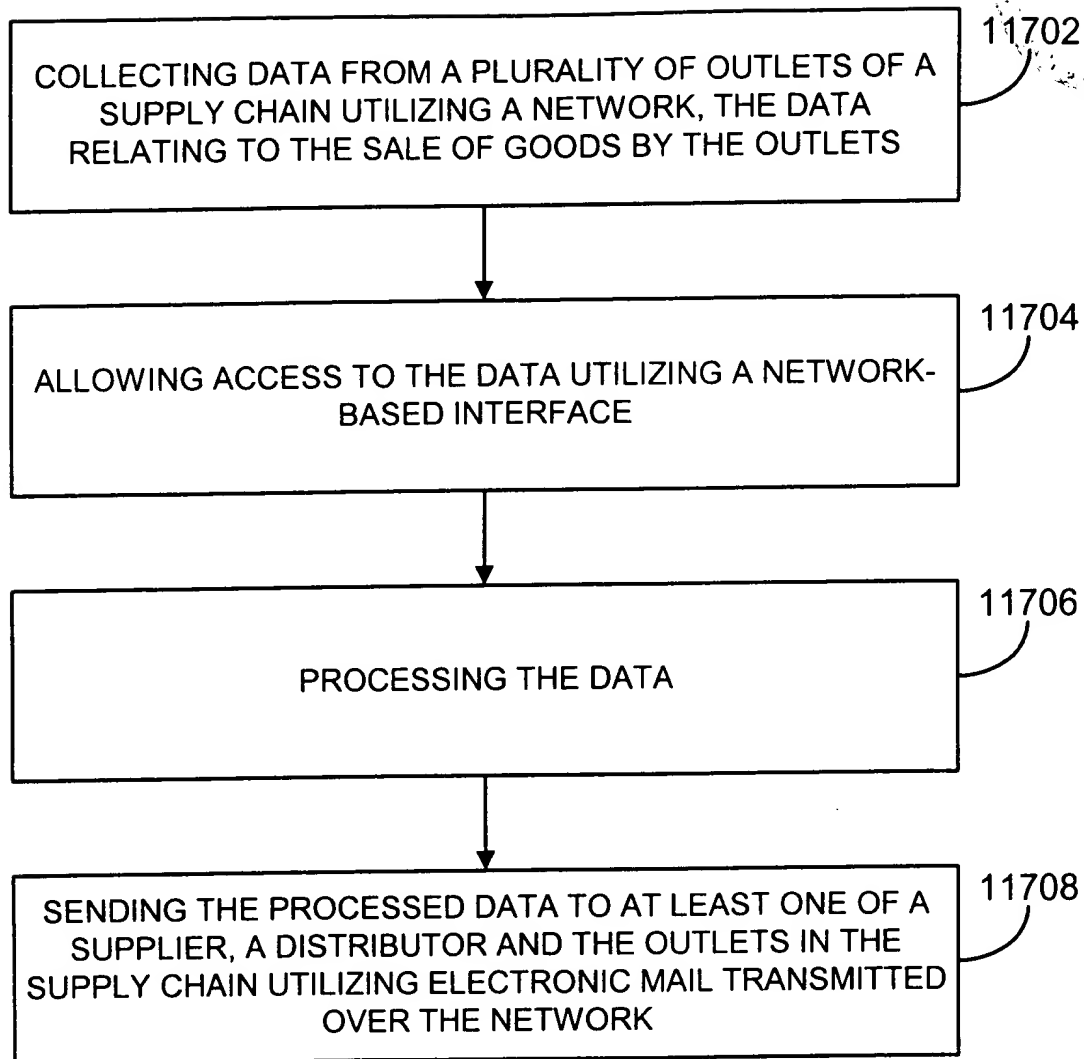 11702
COLLECTING DATA FROM A PLURALITY OF OUTLETS OF A
SUPPLY CHAIN UTILIZING A NETWORK, THE DATA
RELATING TO THE SALE OF GOODS BY THE OUTLETS
11704
ALLOWING ACCESS TO THE DATA UTILIZING A NETWORK-
BASED INTERFACE
11706
PROCESSING THE DATA
11708
SENDING THE PROCESSED DATA TO AT LEAST ONE OF A
SUPPLIER, A DISTRIBUTOR AND THE OUTLETS IN THE
SUPPLY CHAIN UTILIZING ELECTRONIC MAIL TRANSMITTED
OVER THE NETWORK